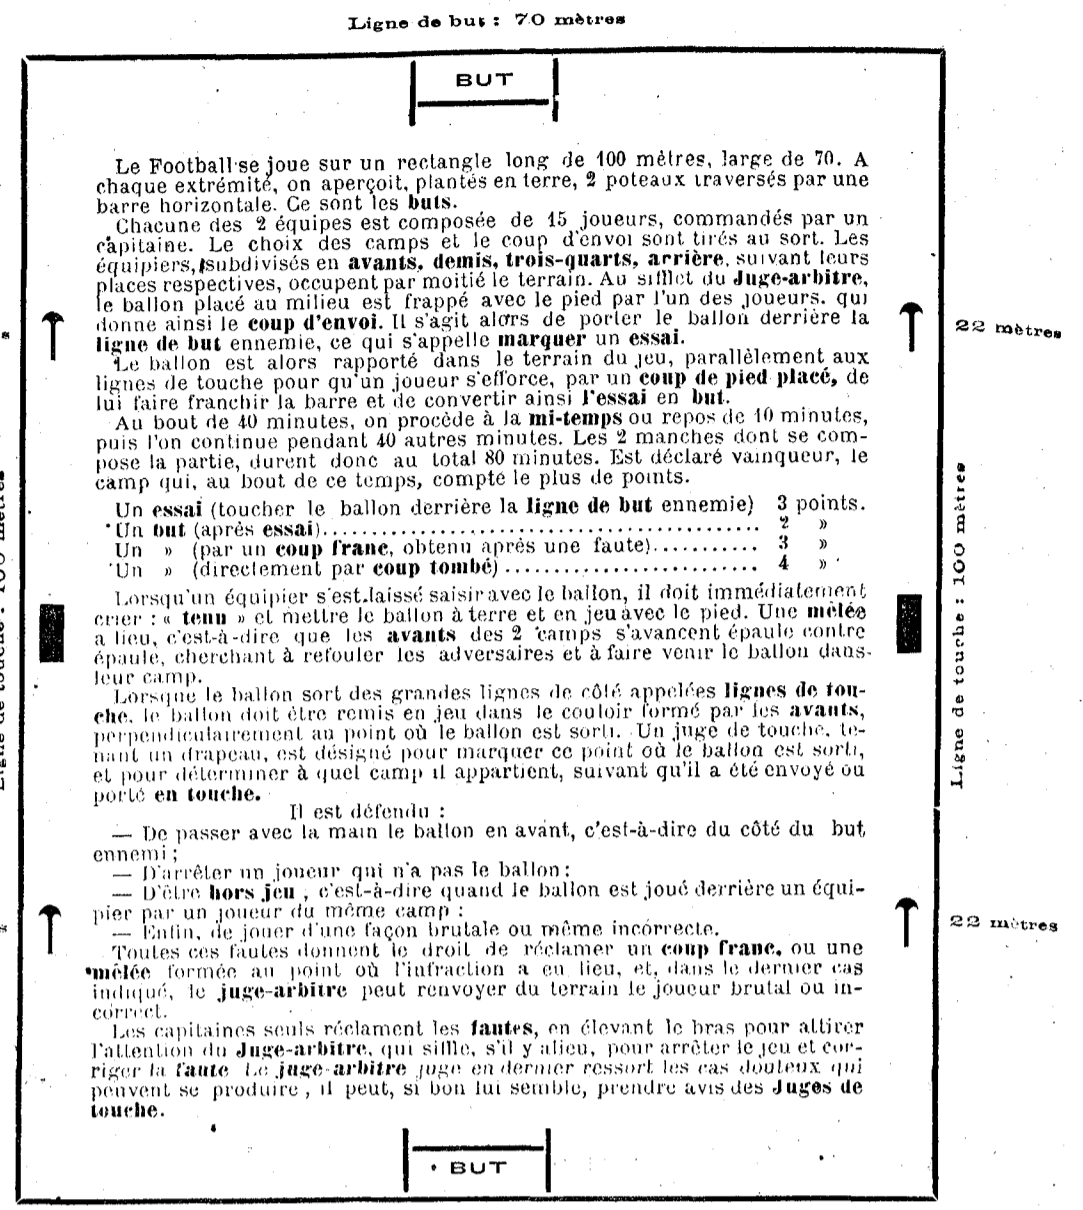 Ligne de but : 70 mètres
BUT
Le Football se joue sur un rectangle long de 100 mètres, large de 70. A
chaque extrémité, on aperçoit, plantés en terre, 2 poteaux traversés par une
barre horizontale. Ce sont les buts.
Chacune des 2 équipes est composée de 15 joueurs, commandés par un
capitaine. Le choix des camps et le coup d'envoi sont tirés au sort. Les
équipiers, subdivisés en avants, demis, trois-quarts, arrière, suivant leurs
places respectives, occupent par moitié le terrain. Au sifflet du Juge-arbitre,
le ballon placé au milieu est frappé avec le pied par l'un des joueurs. qui
donne ainsi le coup d'envoi. Il s'agit alors de porter le ballon derrière la
ligne de but ennemie, ce qui s'appelle marquer un essai.
Le ballon est alors rapporté dans le terrain du jeu, parallèlement aux
lignes de touche pour qu'un joueur s'efforce, par un coup de pied placé, de
lui faire franchir la barre et de convertir ainsi l'essai en but.
Au bout de 40 minutes, on procède à la mi-temps ou repos de 10 minutes,
puis l'on continue pendant 40 autres minutes. Les 2 manches dont se com-
pose la partie, durent donc au total 80 minutes. Est déclaré vainqueur, le
camp qui, au bout de ce temps, compte le plus de points.
Un essai (toucher le ballon derrière la ligne de but ennemie) 3 points.
Un but (après essai)................................................ 2 »
Un » (par un coup franc, obtenu après une faute)........... 3 »
Un » (directement par coup tombé)............................ 4 »
Lorsqu'un équipier s'est laissé saisir avec le ballon, il doit immédiatement
crier : « tenu » et mettre le ballon à terre et en jeu avec le pied. Une mêlée
a lieu, c'est-à-dire que les avants des 2 camps s'avancent épaule contre
épaule, cherchant à refouler les adversaires et à faire venir le ballon dans
leur camp.
Lorsque le ballon sort des grandes lignes de côté appelées lignes de tou-
che, le ballon doit être remis en jeu dans le couloir formé par les avants,
perpendiculairement au point où le ballon est sorti. Un juge de touche, te-
nant un drapeau, est désigné pour marquer ce point où le ballon est sorti,
et pour déterminer à quel camp il appartient, suivant qu'il a été envoyé ou
porté en touche.
Il est défendu :
— De passer avec la main le ballon en avant, c'est-à-dire du côté du but
ennemi ;
— D'arrêter un joueur qui n'a pas le ballon :
— D'être hors jeu, c'est-à-dire quand le ballon est joué derrière un équi-
pier par un joueur du même camp :
— Enfin, de jouer d'une façon brutale ou même incorrecte.
Toutes ces fautes donnent le droit de réclamer un coup franc, ou une
mêlée formée au point où l'infraction a eu lieu, et, dans le dernier cas
indiqué, le juge-arbitre peut renvoyer du terrain le joueur brutal ou in-
correct.
Les capitaines seuls réclament les fautes, en élevant le bras pour attirer
l'attention du Juge-arbitre, qui siffle, s'il y a lieu, pour arrêter le jeu et cor-
riger la faute Le juge-arbitre juge en dernier ressort les cas douteux qui
peuvent se produire, il peut, si bon lui semble, prendre avis des Juges de
touche.
BUT
22 mètres
Ligne de touche : 100 mètres
22 mètres